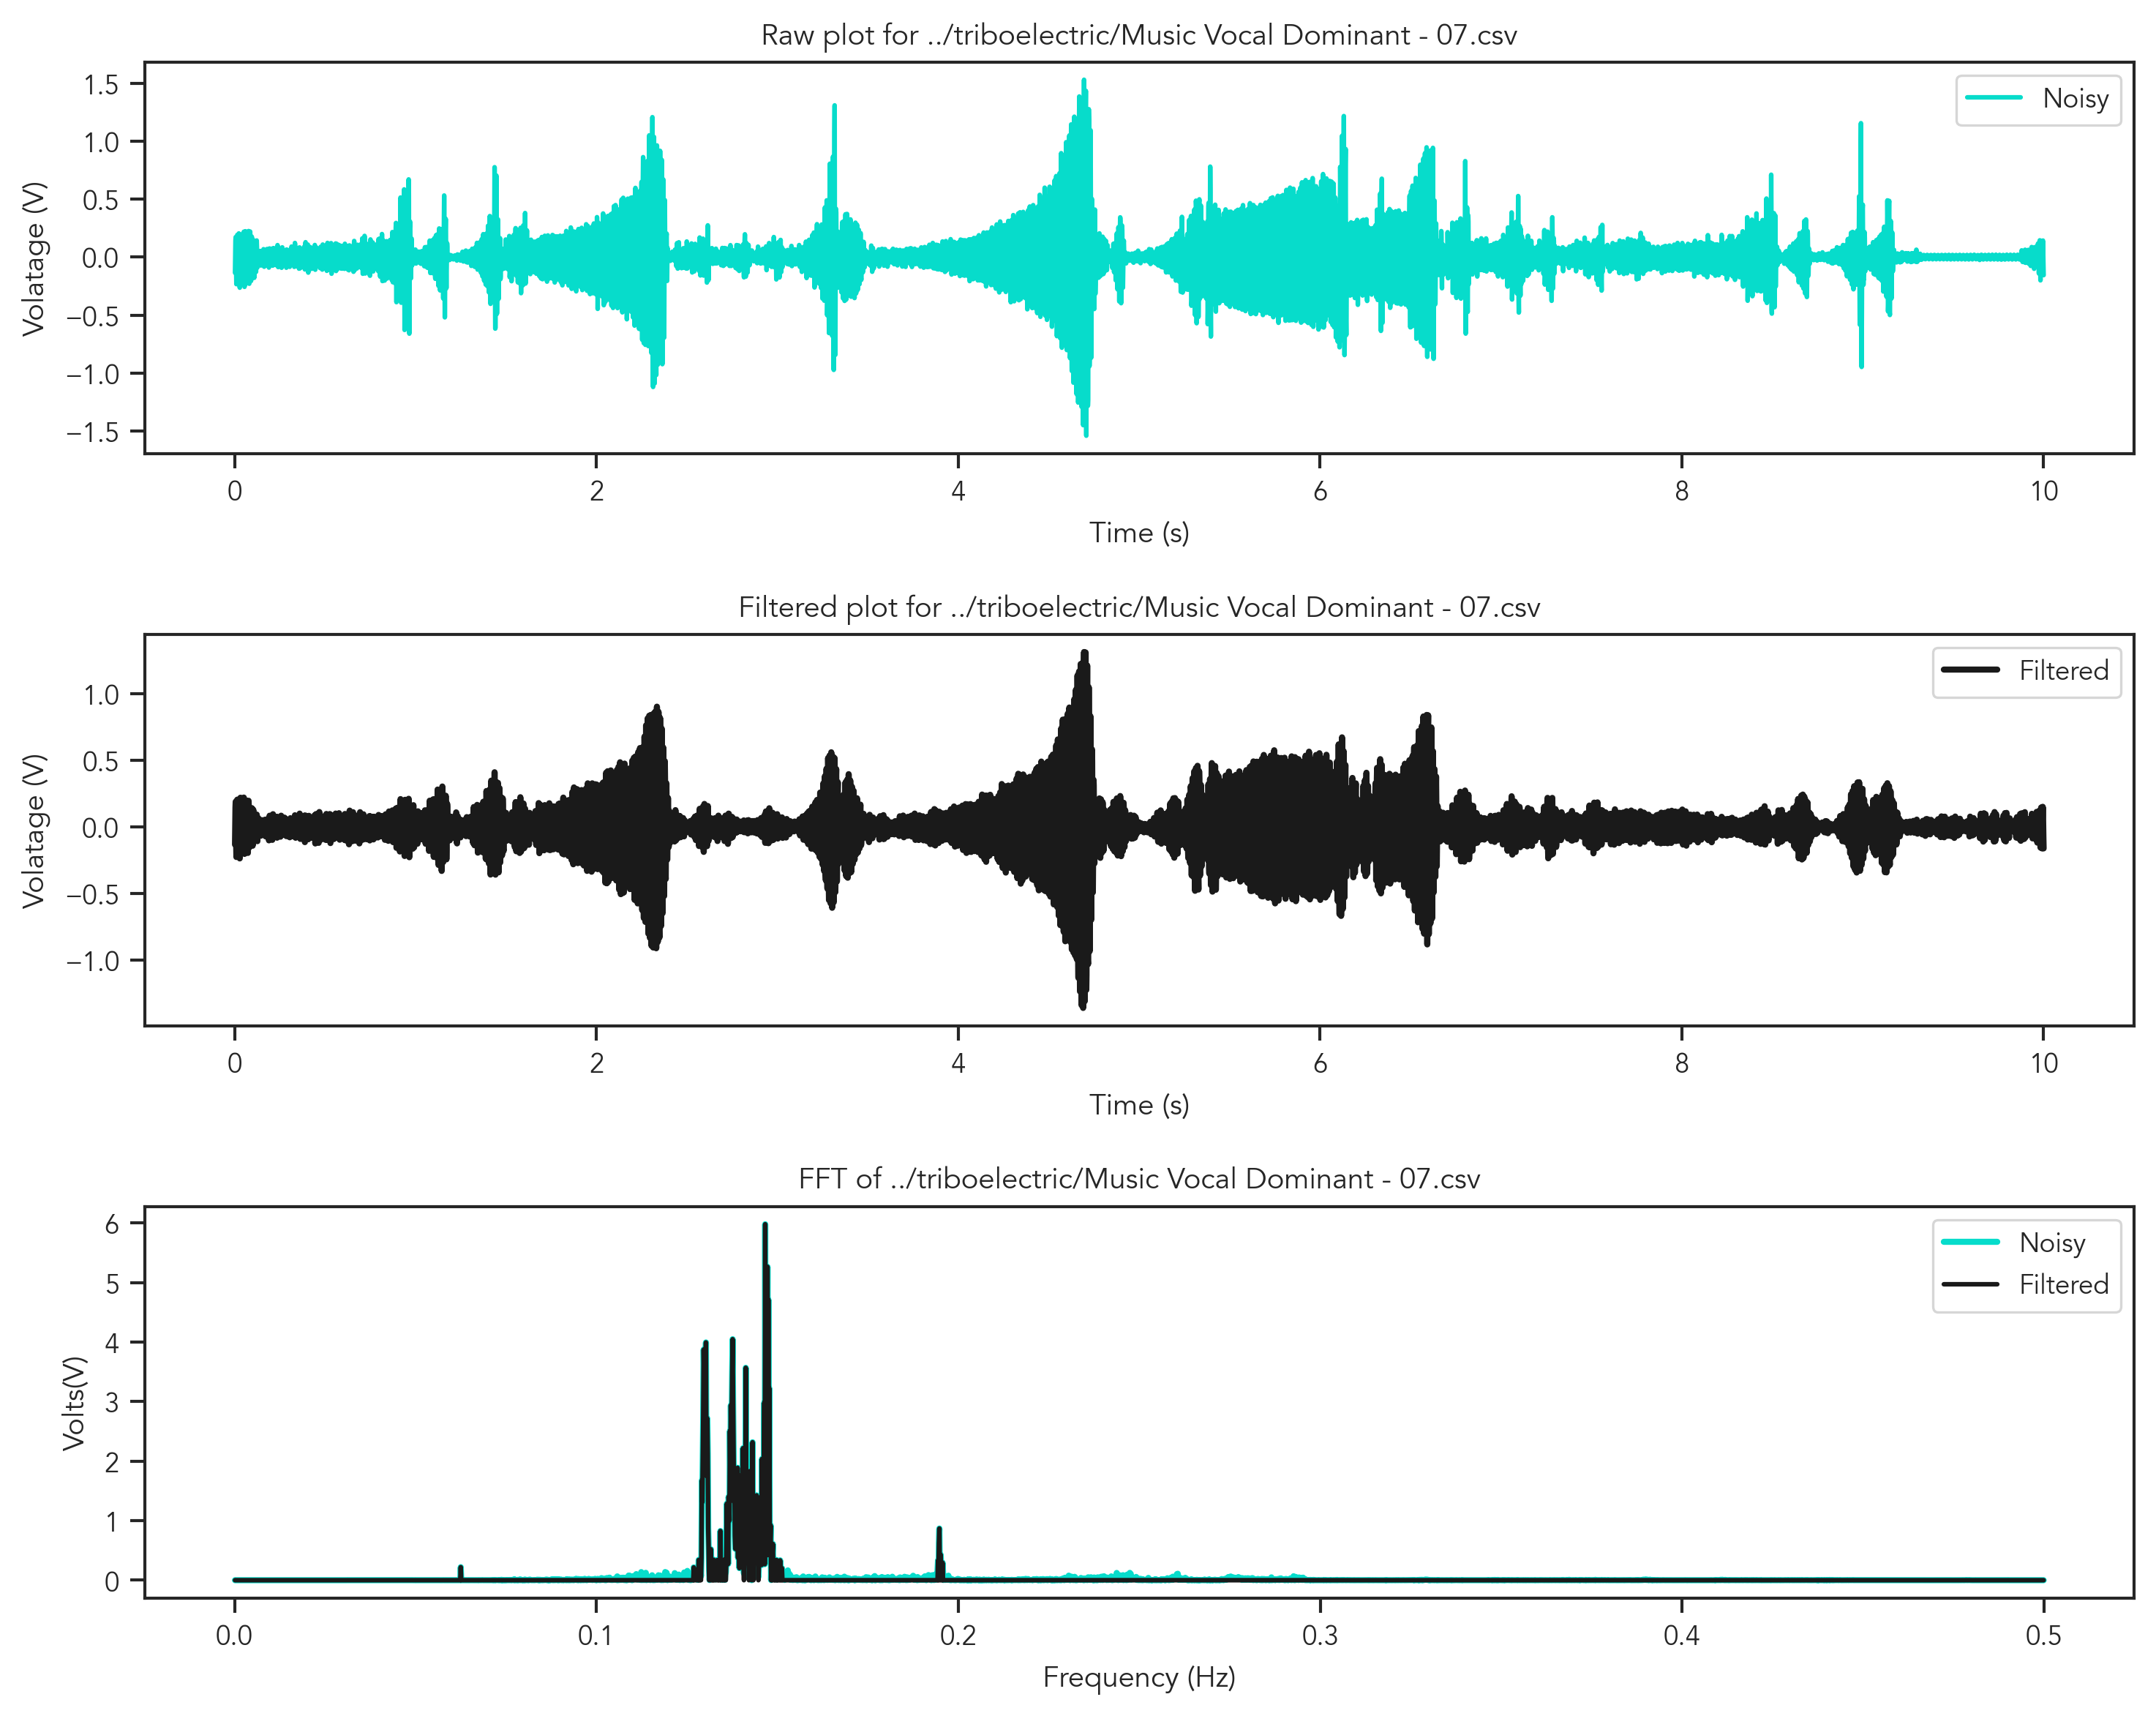 Raw plot for ../triboelectric/Music Vocal Dominant - 07.csv
Volatage (V)
1.5
1.0
0.5
0.0
−0.5
−1.0
−1.5
Noisy
0 2 4 6 8 10
Time (s)
Filtered plot for ../triboelectric/Music Vocal Dominant - 07.csv
Volatage (V)
1.0
0.5
0.0
−0.5
−1.0
Filtered
0 2 4 6 8 10
Time (s)
FFT of ../triboelectric/Music Vocal Dominant - 07.csv
Volts(V)
6
5
4
3
2
1
0
Noisy
Filtered
0.0 0.1 0.2 0.3 0.4 0.5
Frequency (Hz)